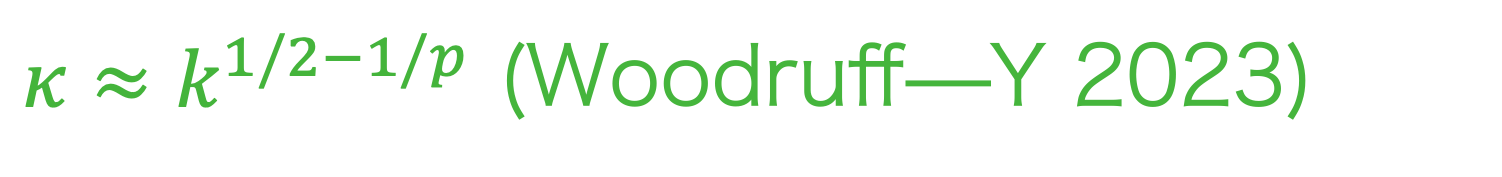 κ ≈ k^{1/2−1/p} (Woodruff—Y 2023)